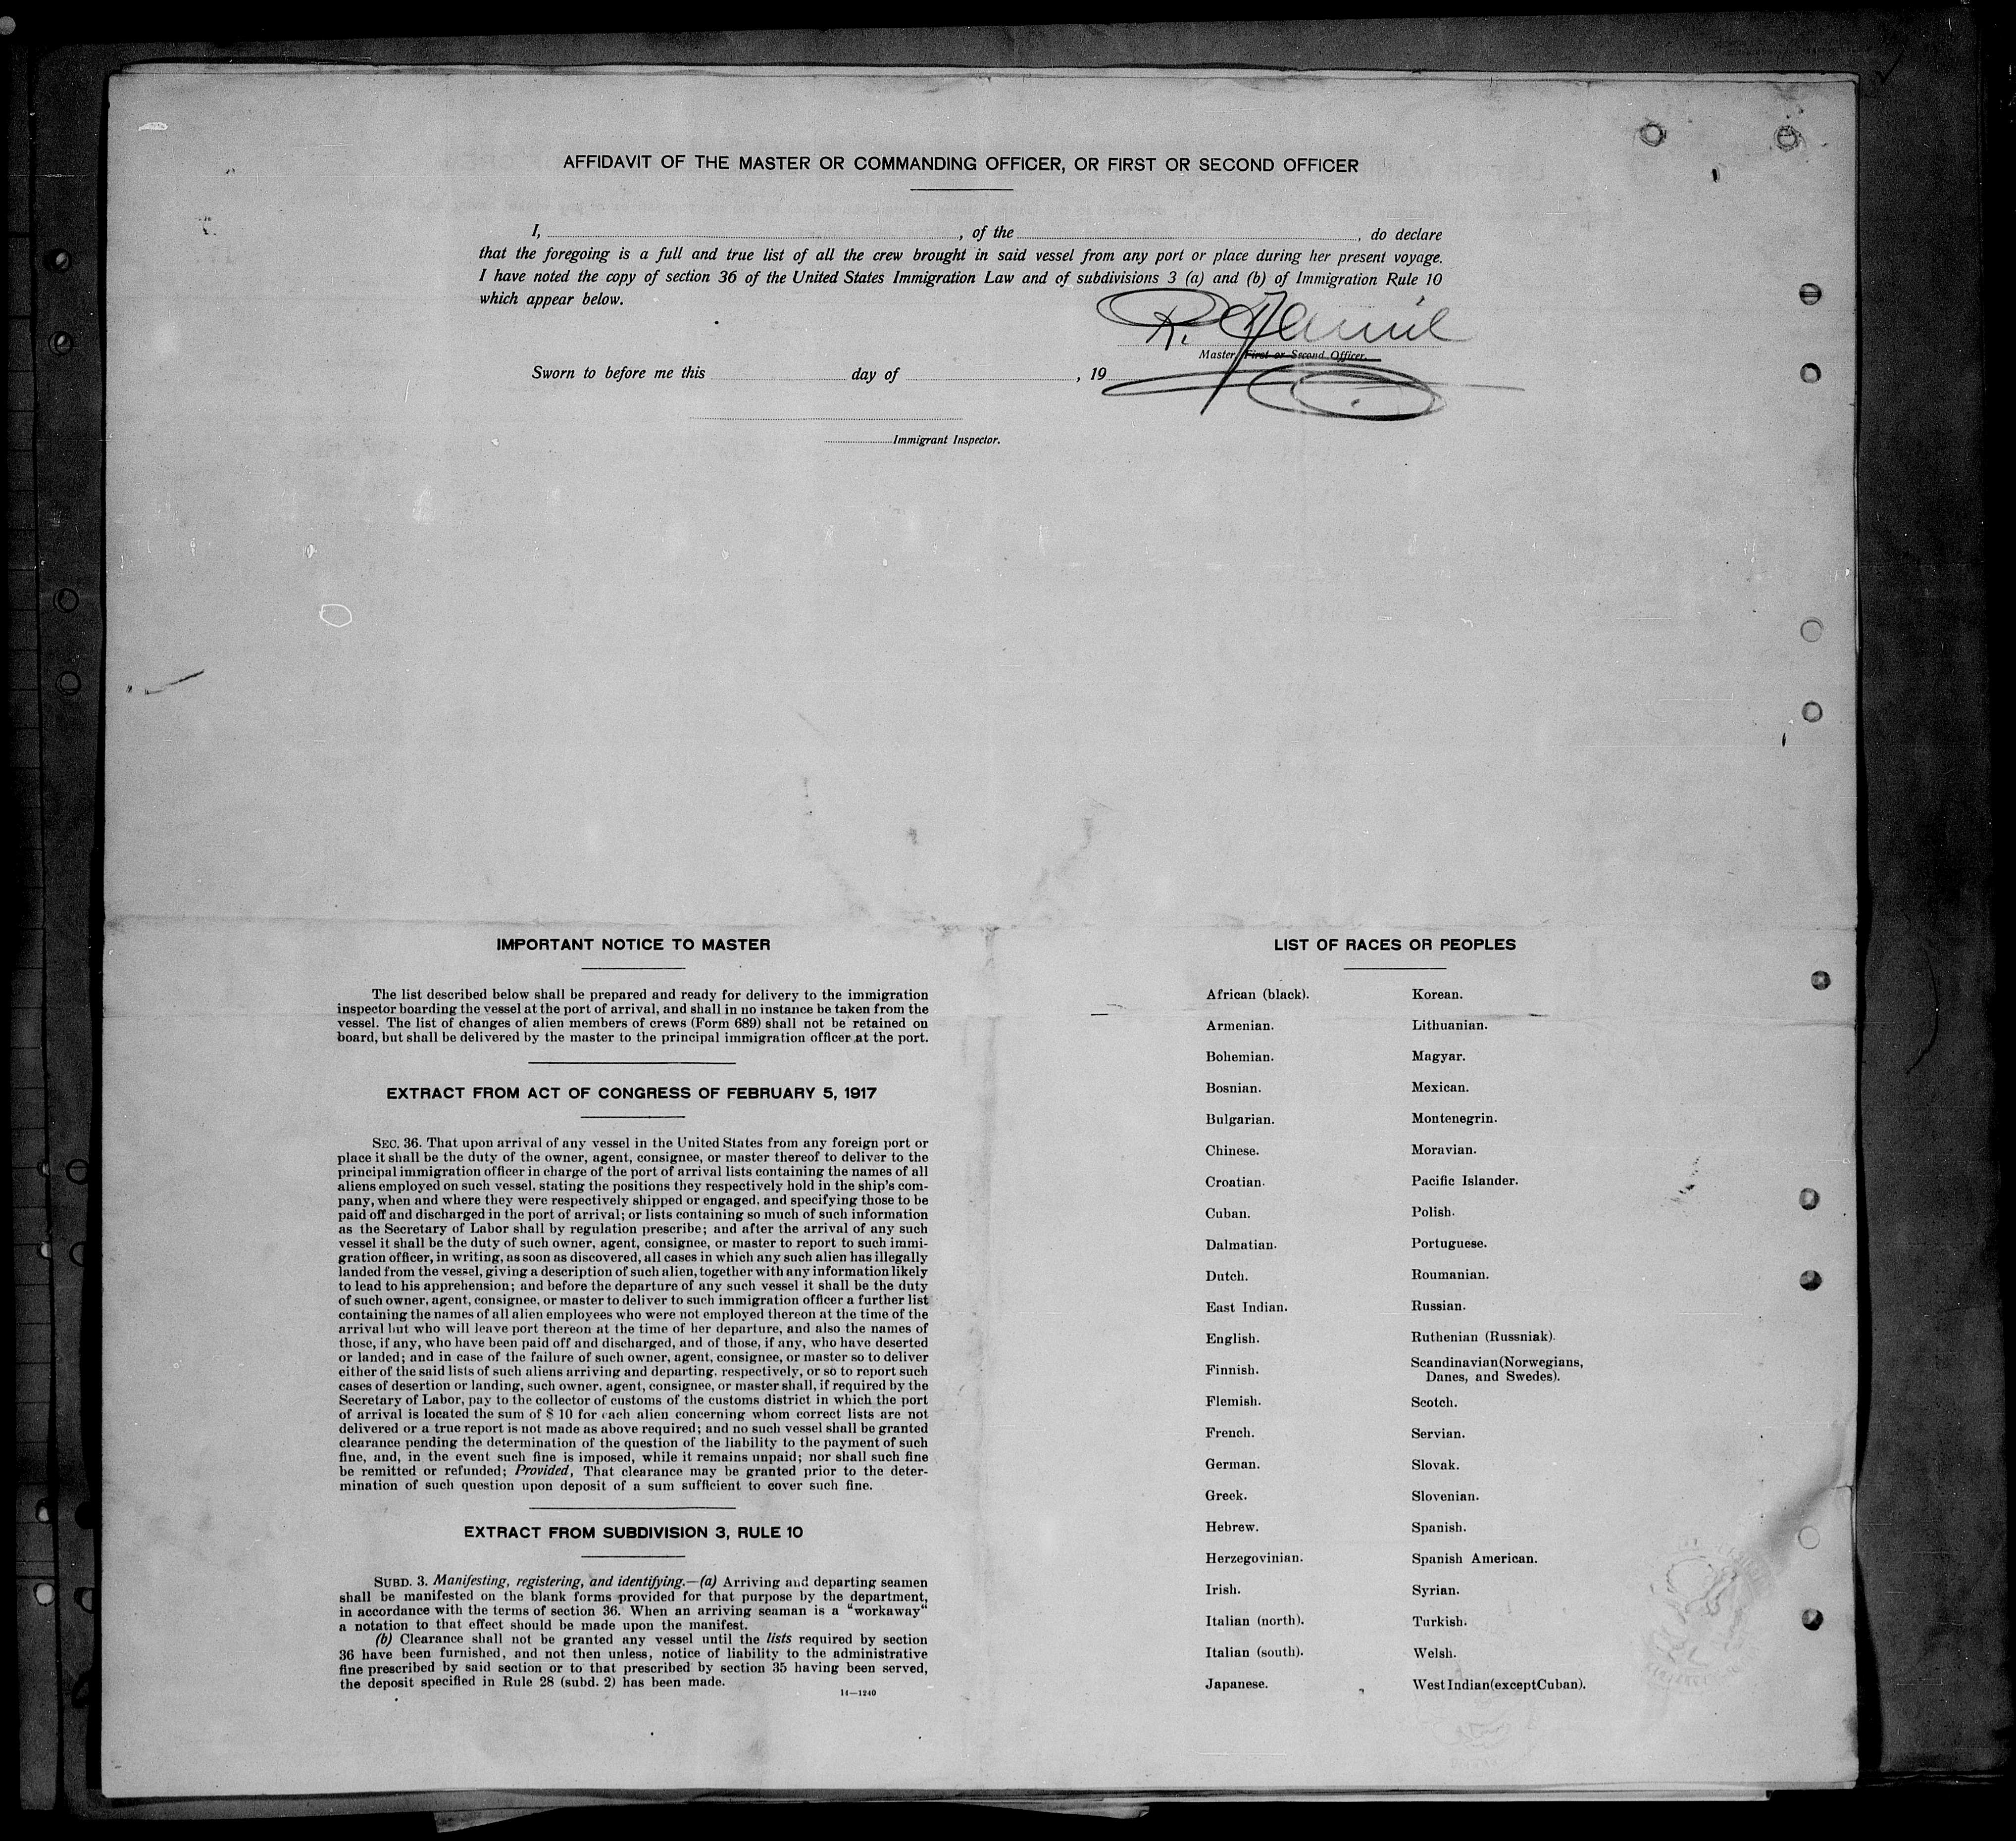 AFFIDAVIT OF THE MASTER OR COMMANDING OFFICER, OR FIRST OR SECOND OFFICER
I, , of the , do declare
that the foregoing is a full and true list of all the crew brought in said vessel from any port or place during her present voyage.
I have noted the copy of section 36 of the United States Immigration Law and of subdivisions 3 (a) and (b) of Immigration Rule 10
which appear below.
R.
Master, First or Second Officer.
Sworn to before me this day of , 19
Immigrant Inspector.
IMPORTANT NOTICE TO MASTER
The list described below shall be prepared and ready for delivery to the immigration
inspector boarding the vessel at the port of arrival, and shall in no instance be taken from the
vessel. The list of changes of alien members of crews (Form 689) shall not be retained on
board, but shall be delivered by the master to the principal immigration officer at the port.
EXTRACT FROM ACT OF CONGRESS OF FEBRUARY 5, 1917
SEC. 36. That upon arrival of any vessel in the United States from any foreign port or
place it shall be the duty of the owner, agent, consignee, or master thereof to deliver to the
principal immigration officer in charge of the port of arrival lists containing the names of all
aliens employed on such vessel, stating the positions they respectively hold in the ship's com-
pany, when and where they were respectively shipped or engaged, and specifying those to be
paid off and discharged in the port of arrival; or lists containing so much of such information
as the Secretary of Labor shall by regulation prescribe; and after the arrival of any such
vessel it shall be the duty of such owner, agent, consignee, or master to report to such immi-
gration officer, in writing, as soon as discovered, all cases in which any such alien has illegally
landed from the vessel, giving a description of such alien, together with any information likely
to lead to his apprehension; and before the departure of any such vessel it shall be the duty
of such owner, agent, consignee, or master to deliver to such immigration officer a further list
containing the names of all alien employees who were not employed thereon at the time of the
arrival but who will leave port thereon at the time of her departure, and also the names of
those, if any, who have been paid off and discharged, and of those, if any, who have deserted
or landed; and in case of the failure of such owner, agent, consignee, or master so to deliver
either of the said lists of such aliens arriving and departing, respectively, or so to report such
cases of desertion or landing, such owner, agent, consignee, or master shall, if required by the
Secretary of Labor, pay to the collector of customs of the customs district in which the port
of arrival is located the sum of $ 10 for each alien concerning whom correct lists are not
delivered or a true report is not made as above required; and no such vessel shall be granted
clearance pending the determination of the question of the liability to the payment of such
fine, and, in the event such fine is imposed, while it remains unpaid; nor shall such fine
be remitted or refunded; Provided, That clearance may be granted prior to the deter-
mination of such question upon deposit of a sum sufficient to cover such fine.
EXTRACT FROM SUBDIVISION 3, RULE 10
SUBD. 3. Manifesting, registering, and identifying.—(a) Arriving and departing seamen
shall be manifested on the blank forms provided for that purpose by the department,
in accordance with the terms of section 36. When an arriving seaman is a "workaway"
a notation to that effect should be made upon the manifest.
(b) Clearance shall not be granted any vessel until the lists required by section
36 have been furnished, and not then unless, notice of liability to the administrative
fine prescribed by said section or to that prescribed by section 35 having been served,
the deposit specified in Rule 28 (subd. 2) has been made.
14—1240
LIST OF RACES OR PEOPLES
African (black).
Armenian.
Bohemian.
Bosnian.
Bulgarian.
Chinese.
Croatian.
Cuban.
Dalmatian.
Dutch.
East Indian.
English.
Finnish.
Flemish.
French.
German.
Greek.
Hebrew.
Herzegovinian.
Irish.
Italian (north).
Italian (south).
Japanese.
Korean.
Lithuanian.
Magyar.
Mexican.
Montenegrin.
Moravian.
Pacific Islander.
Polish.
Portuguese.
Roumanian.
Russian.
Ruthenian (Russniak).
Scandinavian(Norwegians,
Danes, and Swedes).
Scotch.
Servian.
Slovak.
Slovenian.
Spanish.
Spanish American.
Syrian.
Turkish.
Welsh.
West Indian(except Cuban).